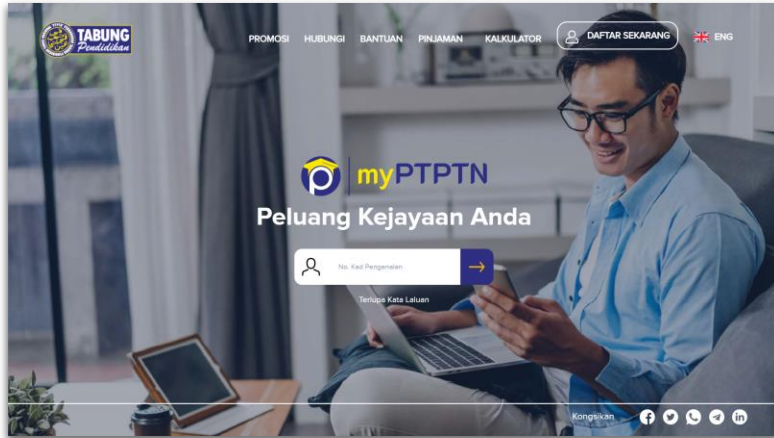 TABUNG
Pendidikan
PROMOSI
HUBUNGI
BANTUAN
PINJAMAN
KALKULATOR
DAFTAR SEKARANG
ENG
myPTPTN
Peluang Kejayaan Anda
No. Kad Pengenalan
Terlupa Kata Laluan
Kongsikan